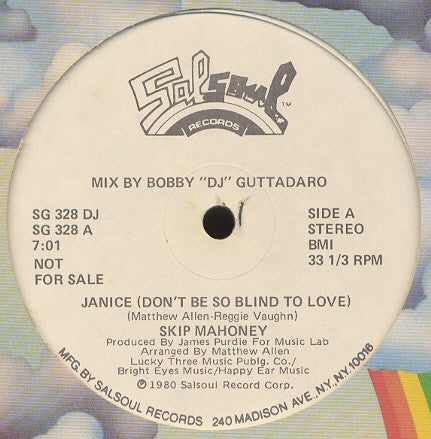 Salsoul TM
RECORDS
MIX BY BOBBY "DJ" GUTTADARO
SG 328 DJ
SG 328 A
7:01
NOT
FOR SALE
SIDE A
STEREO
BMI
33 1/3 RPM
JANICE (DON'T BE SO BLIND TO LOVE)
(Matthew Allen-Reggie Vaughn)
SKIP MAHONEY
Produced By James Purdie For Music Lab
Arranged By Matthew Allen
Lucky Three Music Publg. Co./
Bright Eyes Music/Happy Ear Music
℗ 1980 Salsoul Record Corp.
MFG. BY SALSOUL RECORDS 240 MADISON AVE., NY, NY. 10016